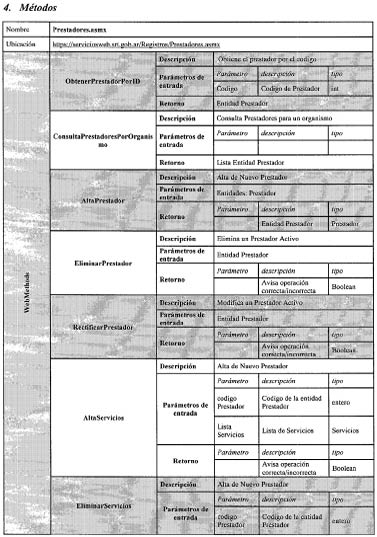 4. Métodos
Nombre Prestadores.asmx
Ubicación https://serviciosweb.srt.gob.ar/Registros/Prestadores.asmx
WebMethods
ObtenerPrestadorPorID
Descripción Obtiene el prestador por el codigo
Parámetros de entrada
Parámetro descripción tipo
Codigo Codigo de Prestador int
Retorno Entidad Prestador
ConsultaPrestadoresPorOrganis
mo
Descripción Consulta Prestadores para un organismo
Parámetros de entrada
Parámetro descripción tipo
Retorno Lista Entidad Prestador
AltaPrestador
Descripción Alta de Nuevo Prestador
Parámetros de entrada Entidades: Prestador
Retorno
Parámetro descripción tipo
Entidad Prestador Prestador
EliminarPrestador
Descripción Elimina un Prestador Activo
Parámetros de entrada Entidad Prestador
Retorno
Parámetro descripción tipo
Avisa operación
correcta/incorrecta Boolean
RectificarPrestador
Descripción Modifica un Prestador Activo
Parámetros de entrada Entidad Prestador
Retorno
Parámetro descripción tipo
Avisa operación
correcta/incorrecta Boolean
AltaServicios
Descripción Alta de Nuevo Prestador
Parámetros de
entrada
Parámetro descripción tipo
codigo Prestador Código de la entidad Prestador entero
Lista Servicios Lista de Servicios Servicios
Retorno
Parámetro descripción tipo
Avisa operación
correcta/incorrecta Boolean
EliminarServicios
Descripción Alta de Nuevo Prestador
Parámetros de
entrada
Parámetro descripción tipo
codigo Prestador Código de la entidad Prestador entero